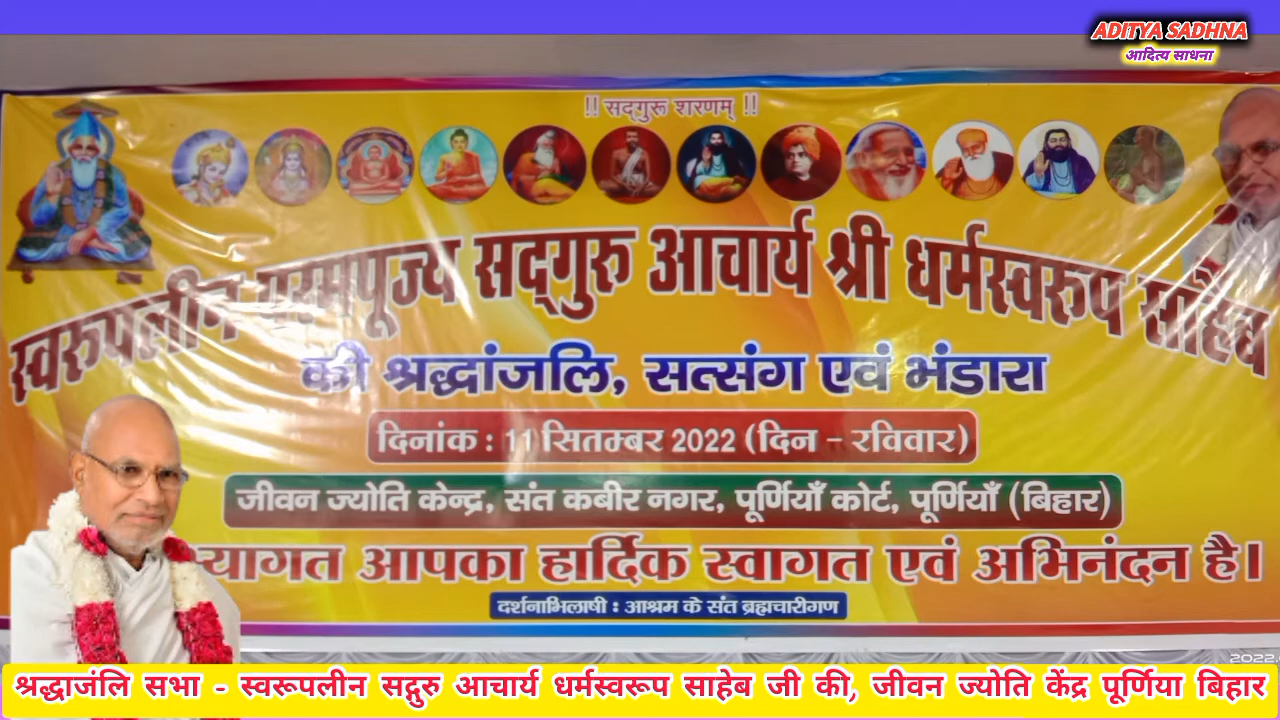 ADITYA SADHNA
आदित्य साधना
!! सद्‌गुरू शरणम् !!
स्वरूपलीन परमपूज्य सद्‌गुरु आचार्य श्री धर्मस्वरूप साहेब
की श्रद्धांजलि, सत्संग एवं भंडारा
दिनांक : 11 सितम्बर 2022 (दिन - रविवार)
जीवन ज्योति केन्द्र, संत कबीर नगर, पूर्णियाँ कोर्ट, पूर्णियाँ (बिहार)
आपका हार्दिक स्वागत एवं अभिनंदन है।
दर्शनाभिलाषी : आश्रम के संत ब्रह्मचारीगण
2022
श्रद्धाजंलि सभा - स्वरूपलीन सद्गुरु आचार्य धर्मस्वरूप साहेब जी की, जीवन ज्योति केंद्र पूर्णिया बिहार